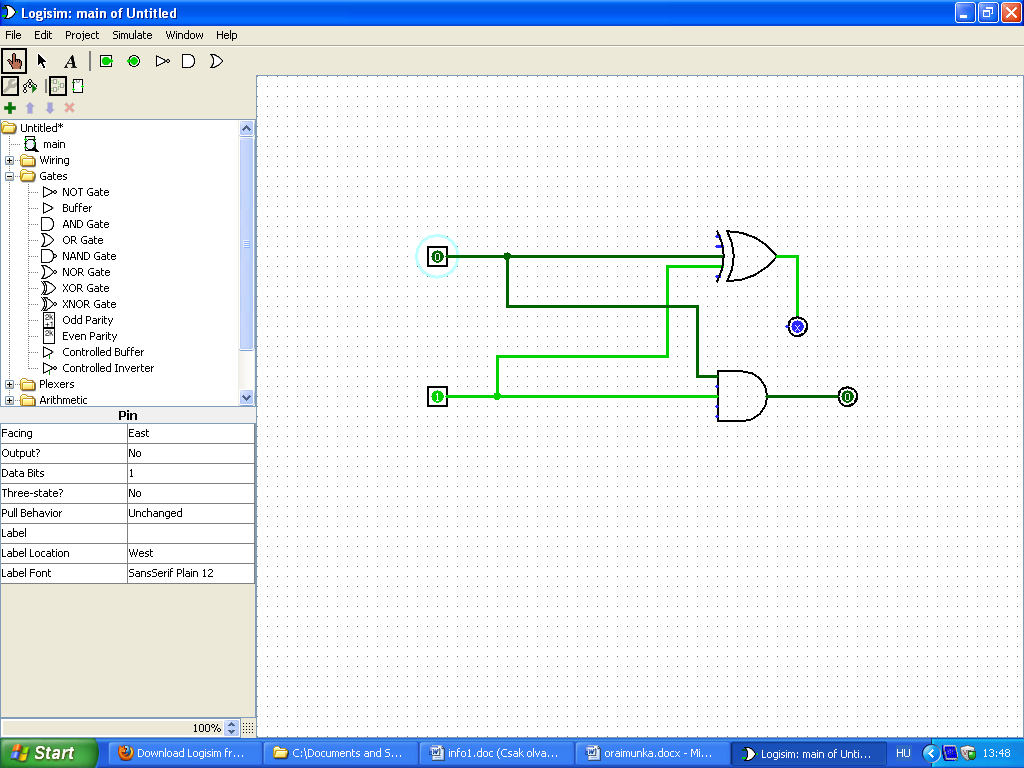 Logisim: main of Untitled
File Edit Project Simulate Window Help
A
Untitled*
main
Wiring
Gates
NOT Gate
Buffer
AND Gate
OR Gate
NAND Gate
NOR Gate
XOR Gate
XNOR Gate
Odd Parity
Even Parity
Controlled Buffer
Controlled Inverter
Plexers
Arithmetic
Pin
Facing East
Output? No
Data Bits 1
Three-state? No
Pull Behavior Unchanged
Label
Label Location West
Label Font SansSerif Plain 12
100%
0
x
1
0
Start Download Logisim fr... C:\Documents and S... info1.doc (Csak olva... oraimunka.docx - Mi... Logisim: main of Unti... HU 13:48